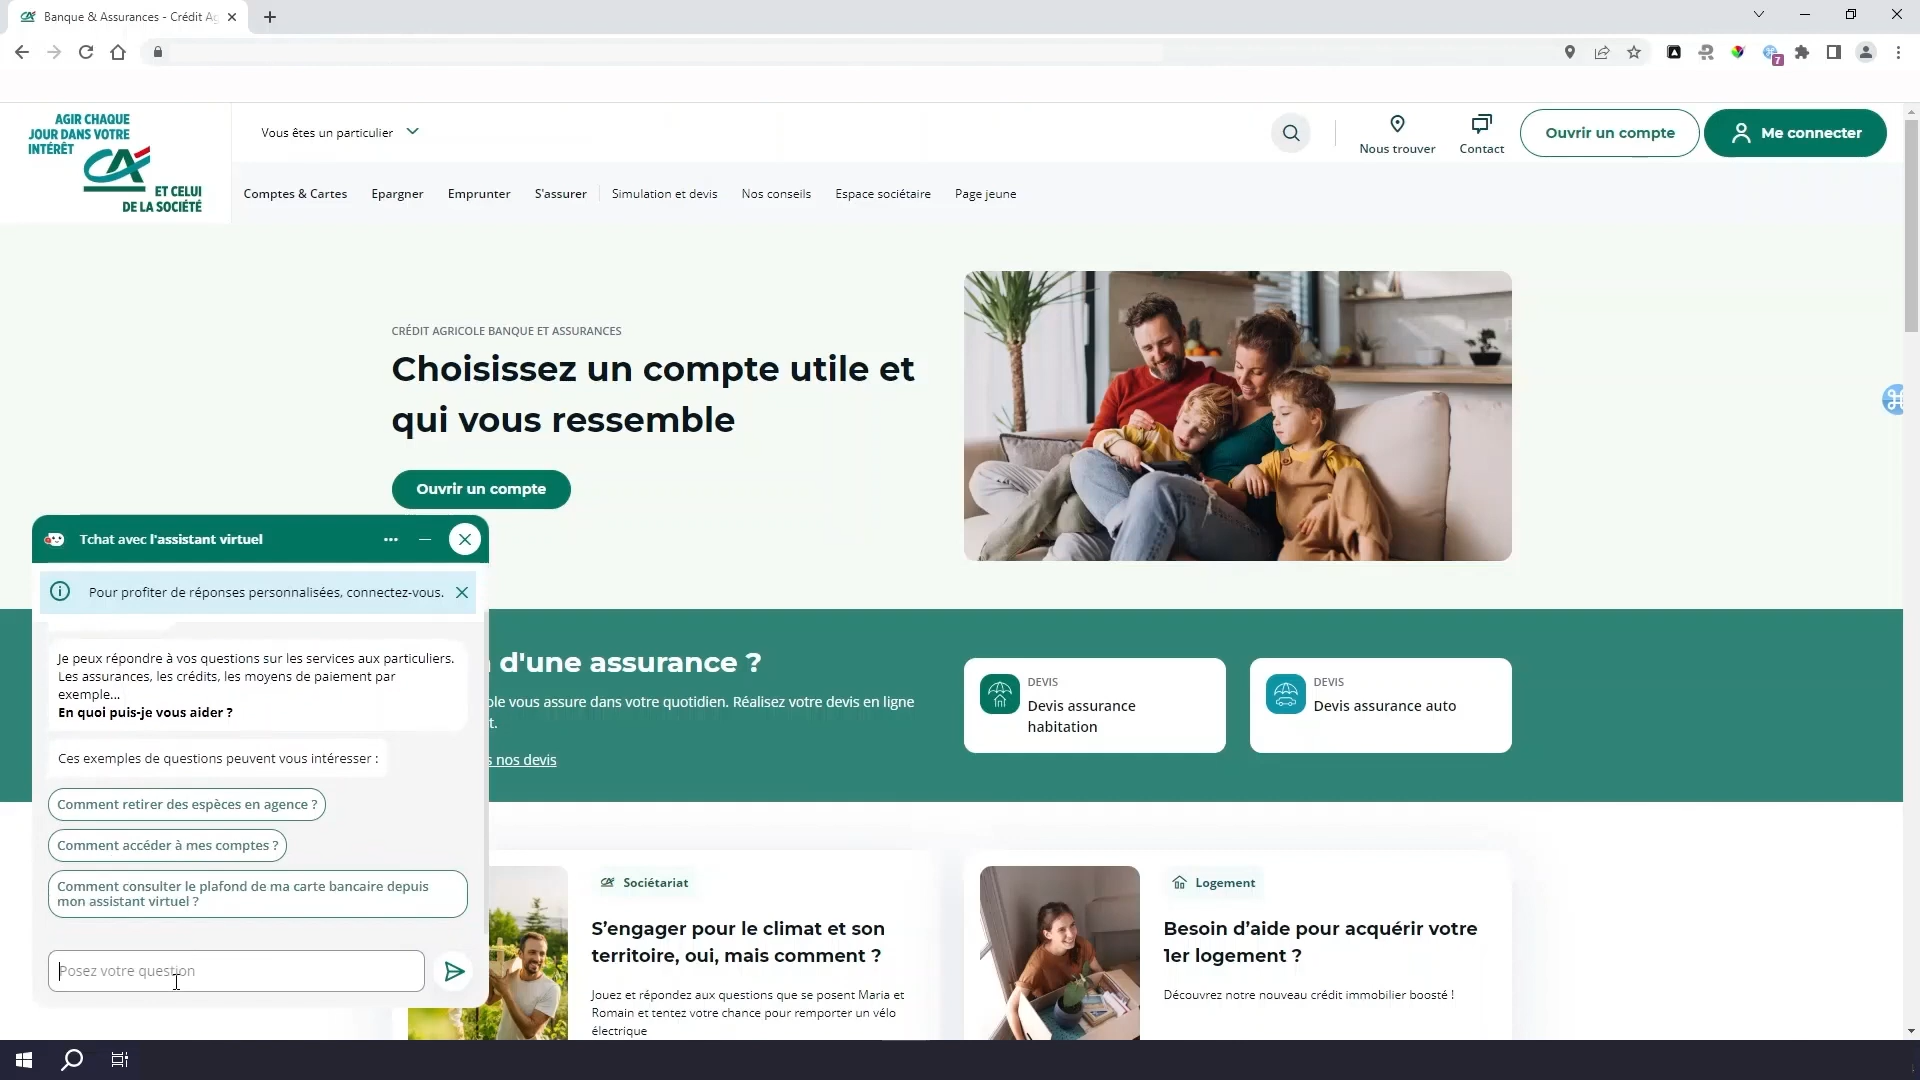 Banque & Assurances - Crédit Ag
7
AGIR CHAQUE
JOUR DANS VOTRE
INTÉRÊT
CA
ET CELUI
DE LA SOCIÉTÉ
Vous êtes un particulier
Nous trouver
Contact
Ouvrir un compte
Me connecter
Comptes & Cartes
Epargner
Emprunter
S'assurer
Simulation et devis
Nos conseils
Espace sociétaire
Page jeune
CRÉDIT AGRICOLE BANQUE ET ASSURANCES
Choisissez un compte utile et
qui vous ressemble
Ouvrir un compte
Tchat avec l'assistant virtuel
Pour profiter de réponses personnalisées, connectez-vous.
Je peux répondre à vos questions sur les services aux particuliers.
Les assurances, les crédits, les moyens de paiement par
exemple...
En quoi puis-je vous aider ?
Ces exemples de questions peuvent vous intéresser :
Comment retirer des espèces en agence ?
Comment accéder à mes comptes ?
Comment consulter le plafond de ma carte bancaire depuis
mon assistant virtuel ?
Posez votre question
d'une assurance ?
ole vous assure dans votre quotidien. Réalisez votre devis en ligne
t.
s nos devis
DEVIS
Devis assurance
habitation
DEVIS
Devis assurance auto
Sociétariat
S’engager pour le climat et son
territoire, oui, mais comment ?
Jouez et répondez aux questions que se posent Maria et
Romain et tentez votre chance pour remporter un vélo
électrique
Logement
Besoin d’aide pour acquérir votre
1er logement ?
Découvrez notre nouveau crédit immobilier boosté !